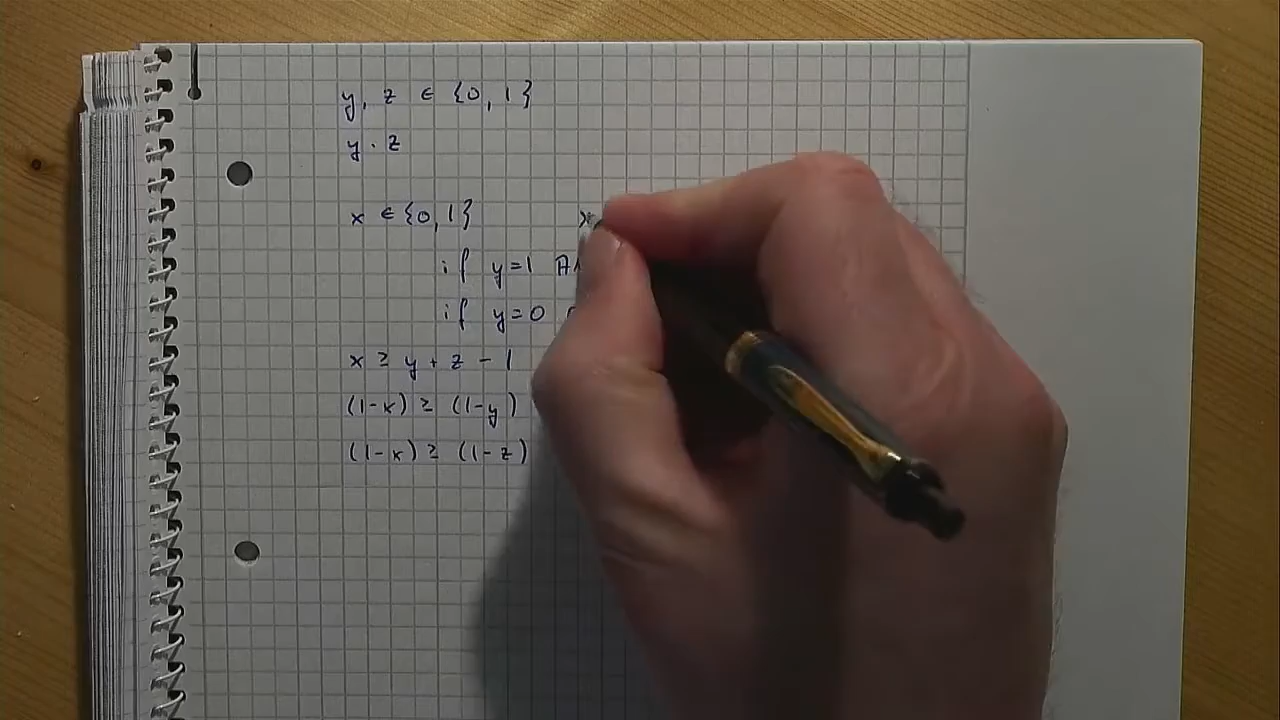 y, z ∈ {0, 1}
y · z
x ∈ {0, 1} x
if y=1
if y=0
x ≥ y + z - 1
(1-x) ≥ (1-y)
(1-x) ≥ (1-z)